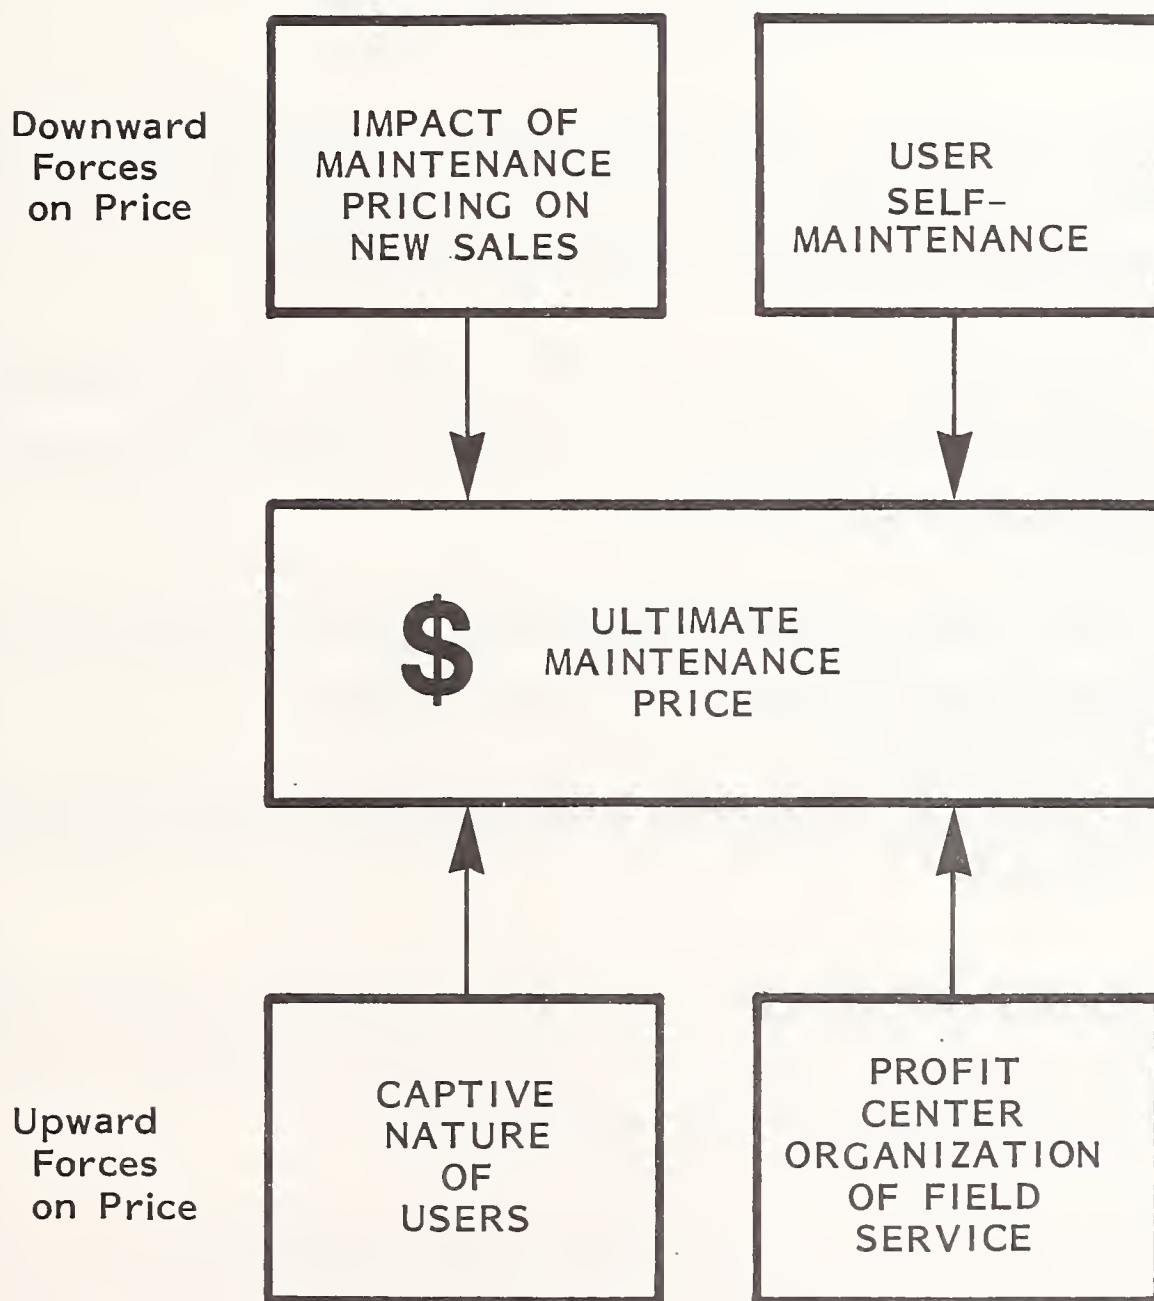 Downward
Forces
on Price
IMPACT OF
MAINTENANCE
PRICING ON
NEW SALES
USER
SELF-
MAINTENANCE
$
ULTIMATE
MAINTENANCE
PRICE
Upward
Forces
on Price
CAPTIVE
NATURE
OF
USERS
PROFIT
CENTER
ORGANIZATION
OF FIELD
SERVICE